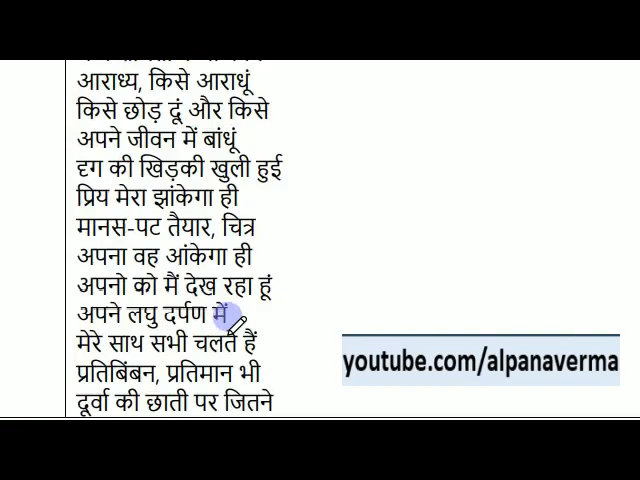 आराध्य, किसे आराधूं
किसे छोड़ दूं और किसे
अपने जीवन में बांधूं
दृग की खिड़की खुली हुई
प्रिय मेरा झांकेगा ही
मानस-पट तैयार, चित्र
अपना वह आंकेगा ही
अपनो को मैं देख रहा हूं
अपने लघु दर्पण में
मेरे साथ सभी चलते हैं
प्रतिबिंबन, प्रतिमान भी
दूर्वा की छाती पर जितने
youtube.com/alpanaverma